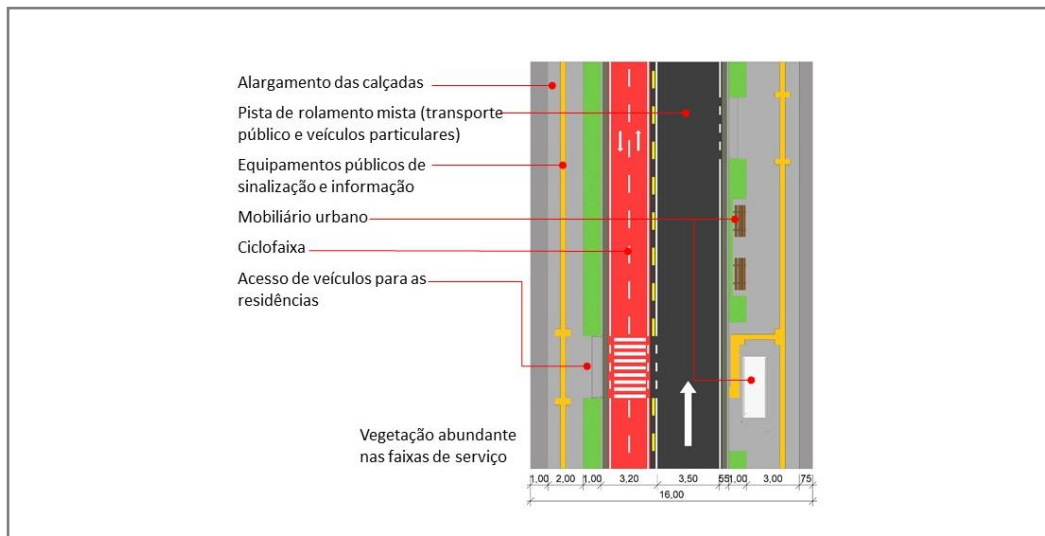 Alargamento das calçadas
Pista de rolamento mista (transporte
público e veículos particulares)
Equipamentos públicos de
sinalização e informação
Mobiliário urbano
Ciclofaixa
Acesso de veículos para as
residências
Vegetação abundante
nas faixas de serviço
1,00 2,00 1,00 3,20 3,50 55 1,00 3,00 75
16,00